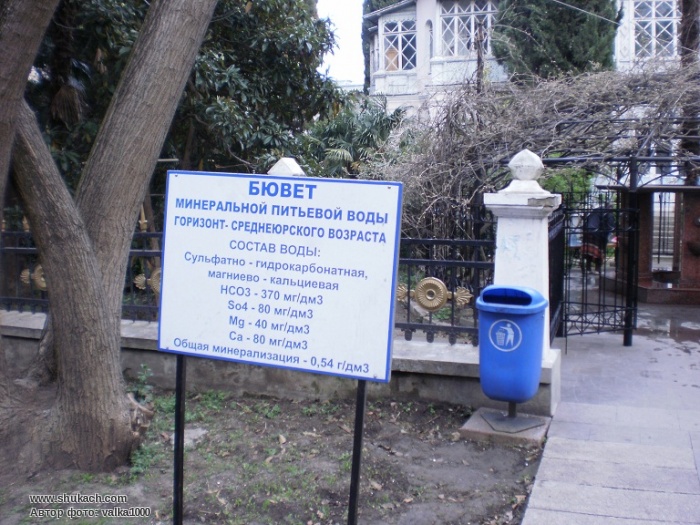 БЮВЕТ
МИНЕРАЛЬНОЙ ПИТЬЕВОЙ ВОДЫ
ГОРИЗОНТ- СРЕДНЕЮРСКОГО ВОЗРАСТА
СОСТАВ ВОДЫ:
Сульфатно - гидрокарбонатная,
магниево - кальциевая
HCO3 - 370 мг/дм3
So4 - 80 мг/дм3
Mg - 40 мг/дм3
Ca - 80 мг/дм3
Общая минерализация - 0,54 г/дм3
www.shukach.com
Автор фото: valka1000